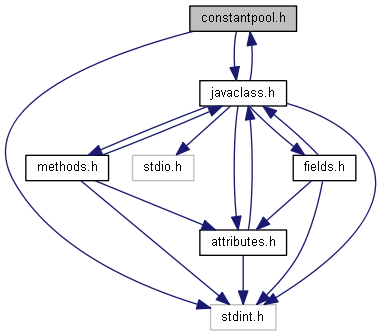 constantpool.h
javaclass.h
methods.h
stdio.h
fields.h
attributes.h
stdint.h